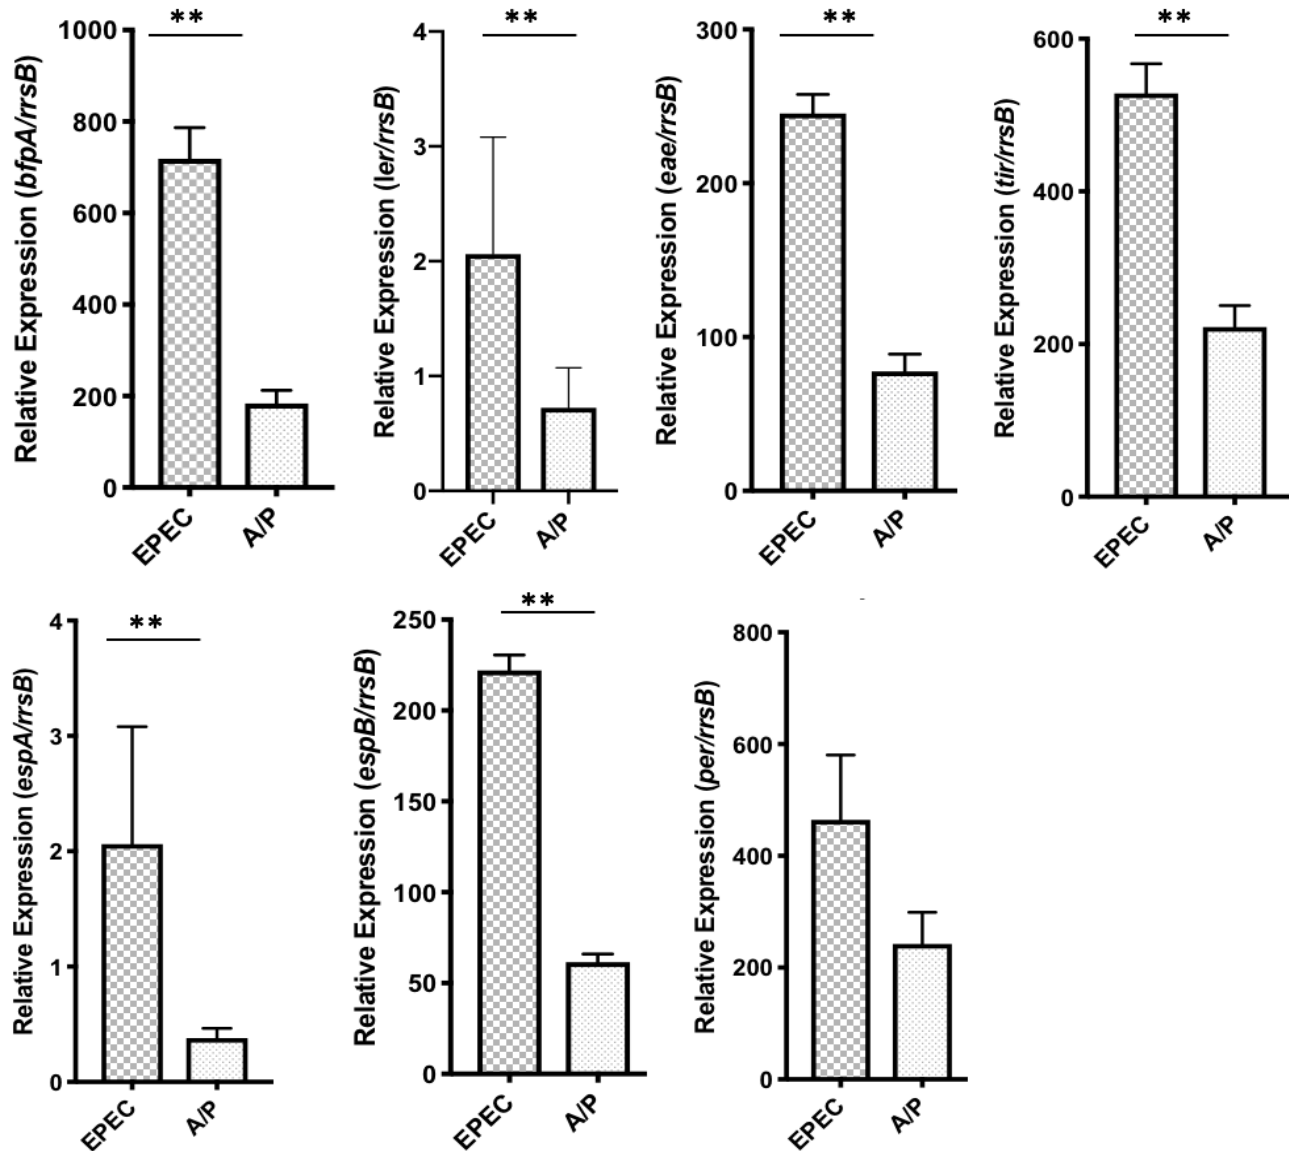 **
Relative Expression (bfpA/rrsB)
1000
800
600
400
200
0
EPEC
A/P
**
Relative Expression (ler/rrsB)
4
3
2
1
0
EPEC
A/P
**
Relative Expression (eae/rrsB)
300
200
100
0
EPEC
A/P
**
Relative Expression (tir/rrsB)
600
400
200
0
EPEC
A/P
**
Relative Expression (espA/rrsB)
4
3
2
1
0
EPEC
A/P
**
Relative Expression (espB/rrsB)
250
200
150
100
50
0
EPEC
A/P
Relative Expression (per/rrsB)
800
600
400
200
0
EPEC
A/P